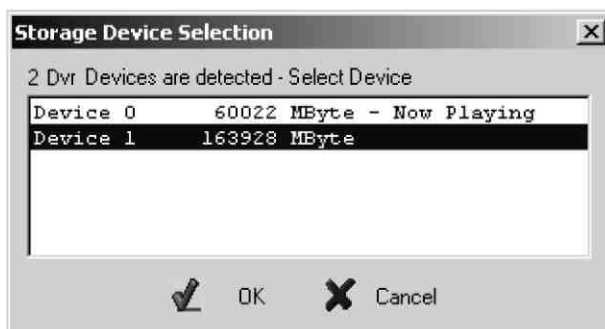 Storage Device Selection
2 Dvr Devices are detected - Select Device
Device 0 60022 MByte - Now Playing
Device 1 163928 MByte
OK Cancel